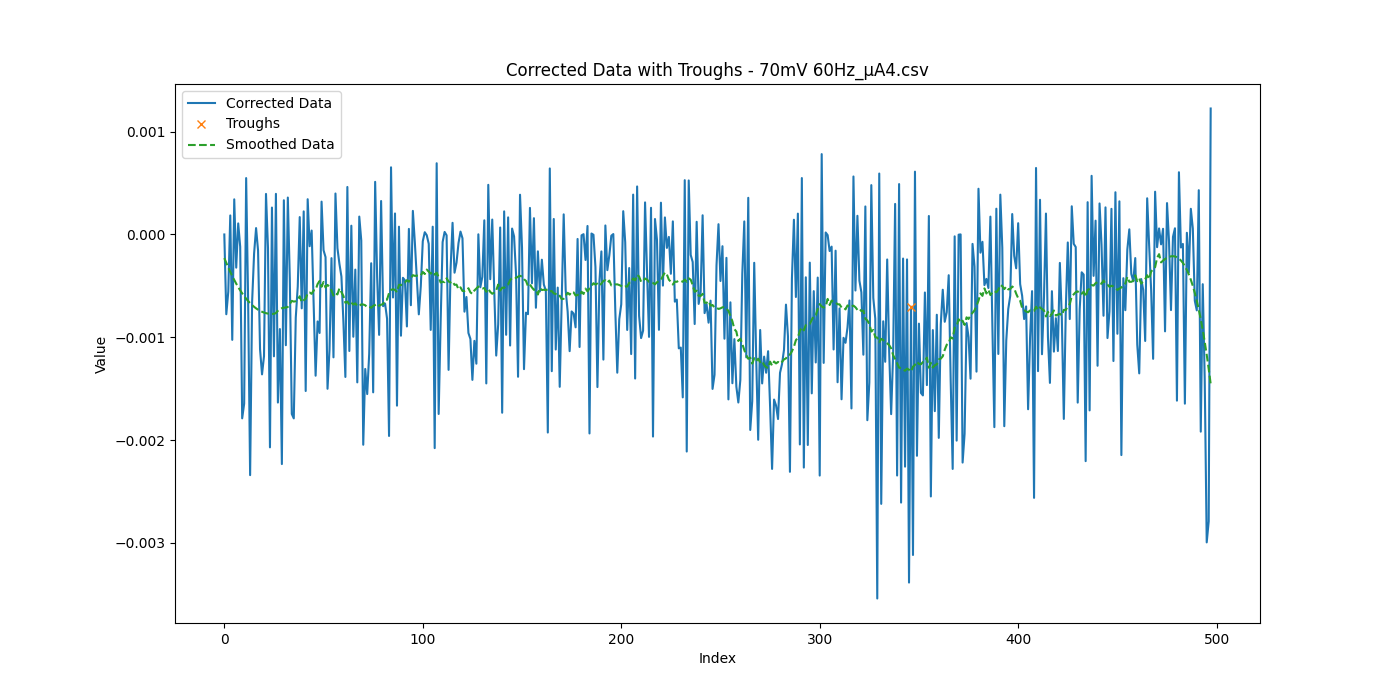 Corrected Data with Troughs - 70mV 60Hz_µA4.csv
Corrected Data
Troughs
Smoothed Data
0.001
0.000
−0.001
−0.002
−0.003
Value
0
100
200
300
400
500
Index